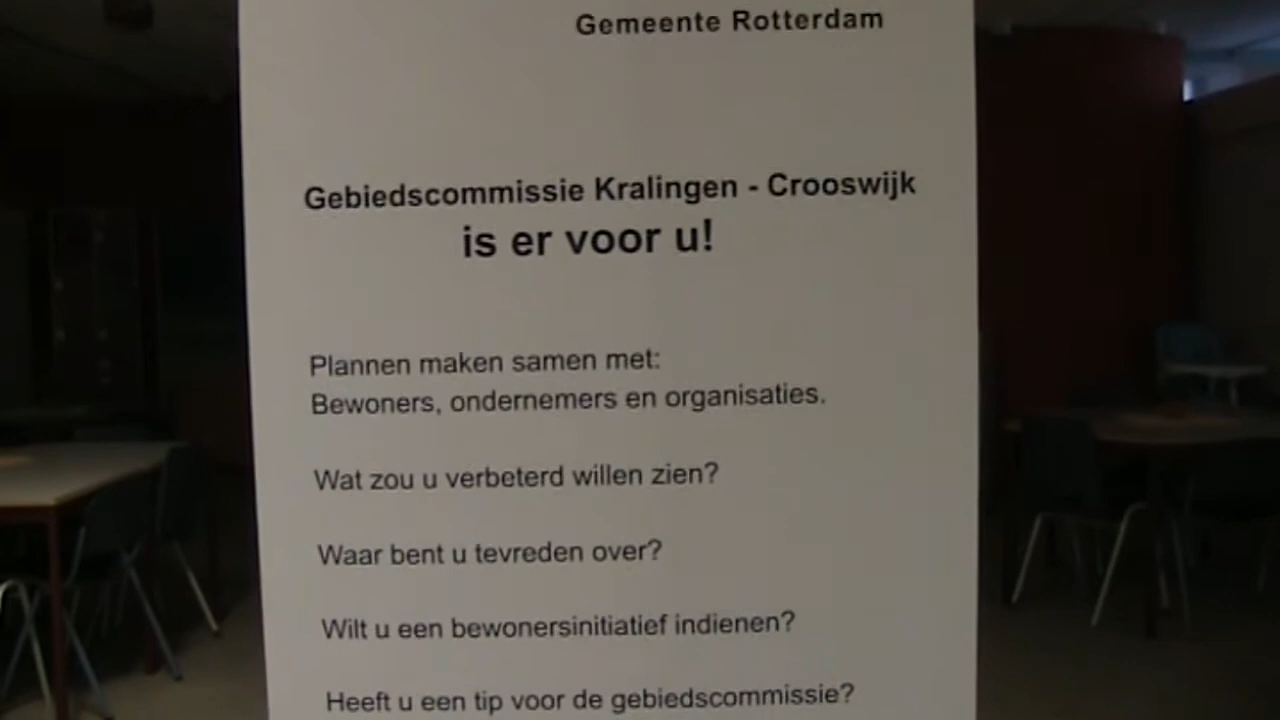 Gemeente Rotterdam
Gebiedscommissie Kralingen - Crooswijk
is er voor u!
Plannen maken samen met:
Bewoners, ondernemers en organisaties.
Wat zou u verbeterd willen zien?
Waar bent u tevreden over?
Wilt u een bewonersinitiatief indienen?
Heeft u een tip voor de gebiedscommissie?